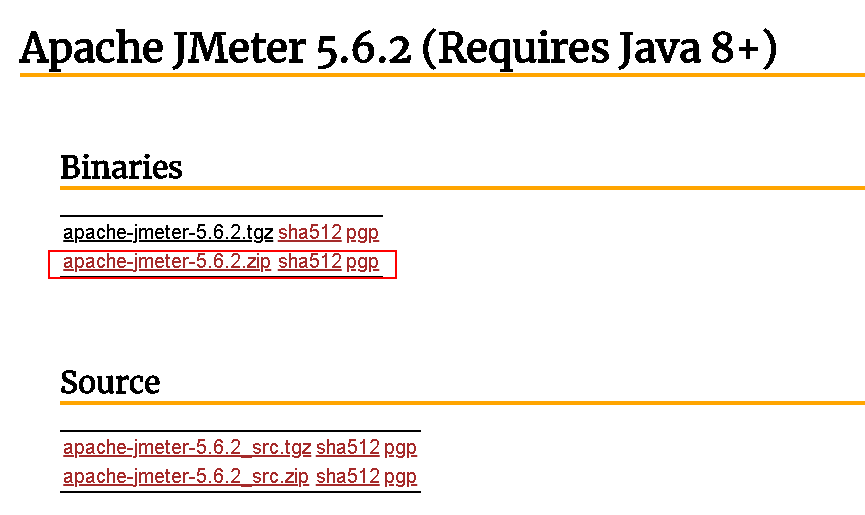 Apache JMeter 5.6.2 (Requires Java 8+)
Binaries
apache-jmeter-5.6.2.tgz sha512 pgp
apache-jmeter-5.6.2.zip sha512 pgp
Source
apache-jmeter-5.6.2_src.tgz sha512 pgp
apache-jmeter-5.6.2_src.zip sha512 pgp